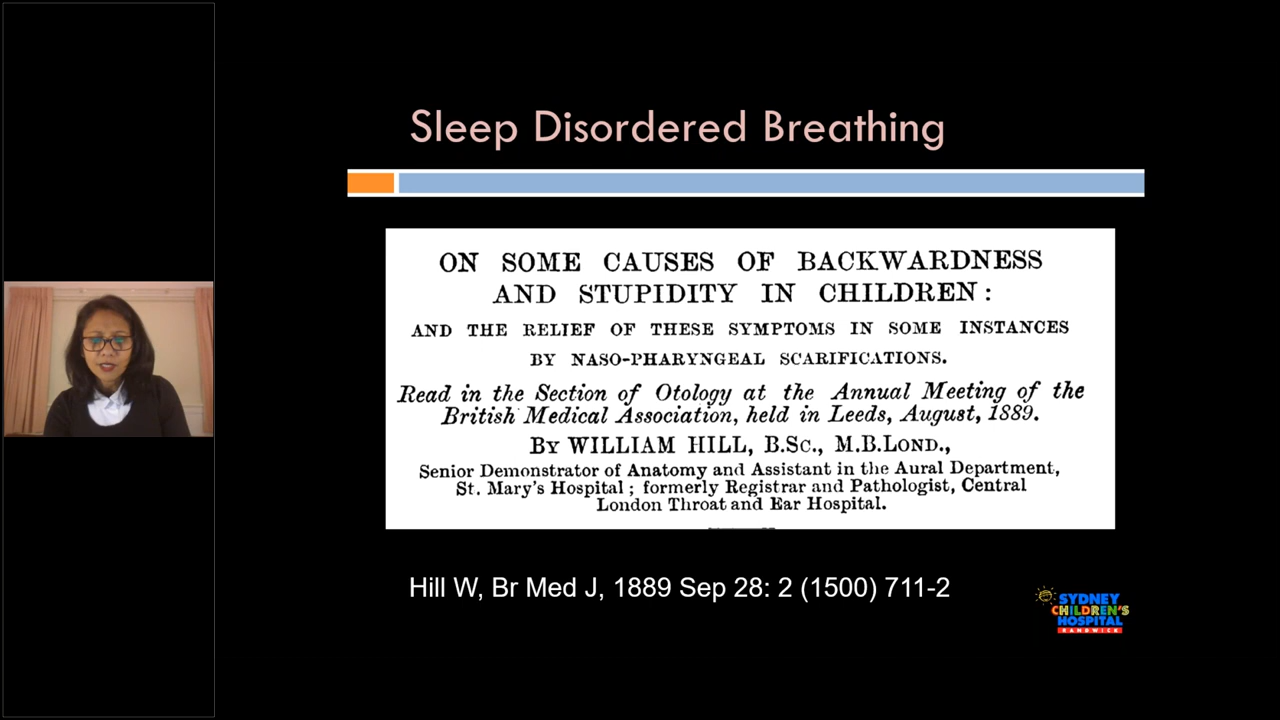 Sleep Disordered Breathing
ON SOME CAUSES OF BACKWARDNESS
AND STUPIDITY IN CHILDREN:
AND THE RELIEF OF THESE SYMPTOMS IN SOME INSTANCES
BY NASO-PHARYNGEAL SCARIFICATIONS.
Read in the Section of Otology at the Annual Meeting of the
British Medical Association, held in Leeds, August, 1889.
BY WILLIAM HILL, B.Sc., M.B.LOND.,
Senior Demonstrator of Anatomy and Assistant in the Aural Department,
St. Mary's Hospital; formerly Registrar and Pathologist, Central
London Throat and Ear Hospital.
Hill W, Br Med J, 1889 Sep 28: 2 (1500) 711-2
SYDNEY
CHILDREN'S
HOSPITAL
RANDWICK